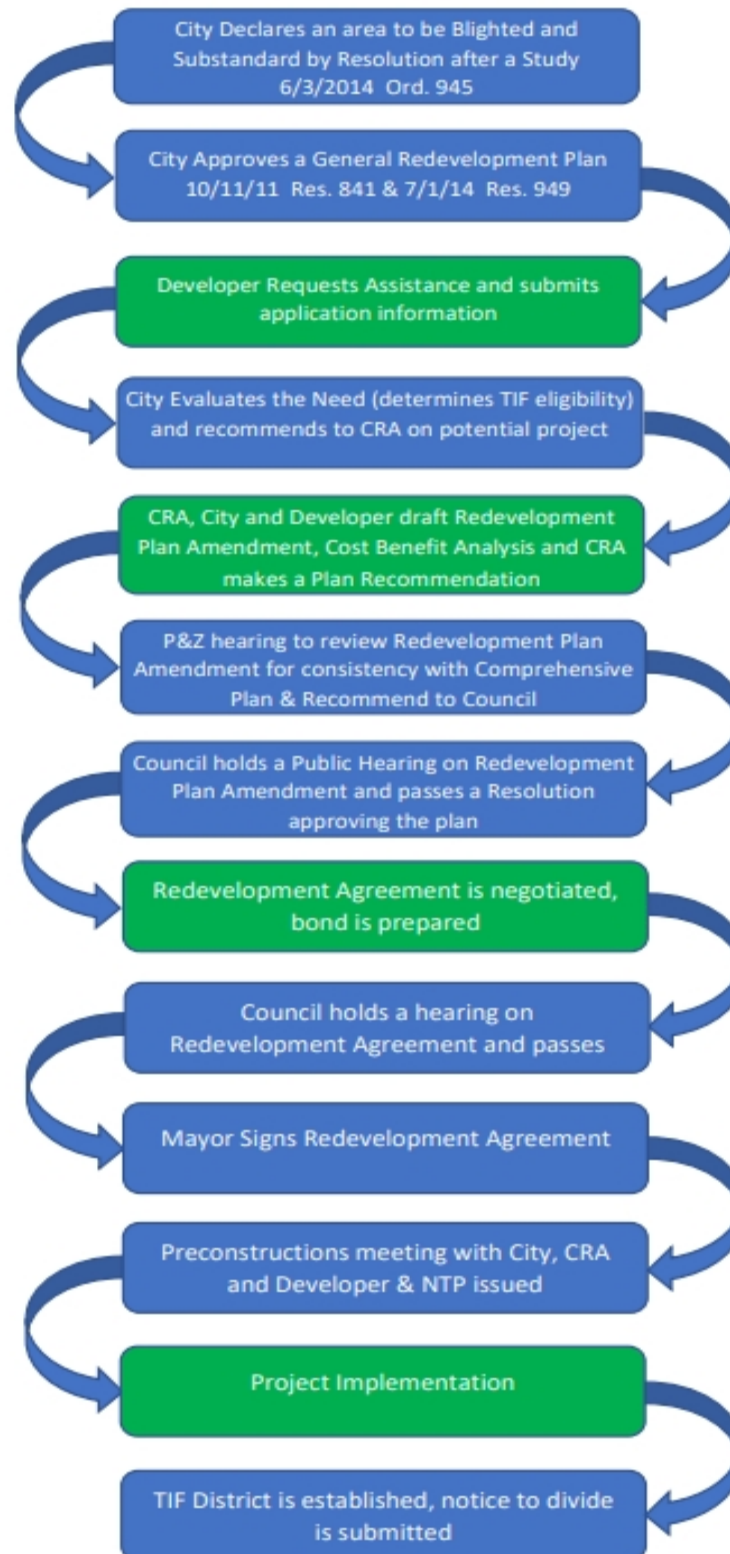 City Declares an area to be Blighted and
Substandard by Resolution after a Study
6/3/2014 Ord. 945
City Approves a General Redevelopment Plan
10/11/11 Res. 841 & 7/1/14 Res. 949
Developer Requests Assistance and submits
application information
City Evaluates the Need (determines TIF eligibility)
and recommends to CRA on potential project
CRA, City and Developer draft Redevelopment
Plan Amendment, Cost Benefit Analysis and CRA
makes a Plan Recommendation
P&Z hearing to review Redevelopment Plan
Amendment for consistency with Comprehensive
Plan & Recommend to Council
Council holds a Public Hearing on Redevelopment
Plan Amendment and passes a Resolution
approving the plan
Redevelopment Agreement is negotiated,
bond is prepared
Council holds a hearing on
Redevelopment Agreement and passes
Mayor Signs Redevelopment Agreement
Preconstructions meeting with City, CRA
and Developer & NTP issued
Project Implementation
TIF District is established, notice to divide
is submitted